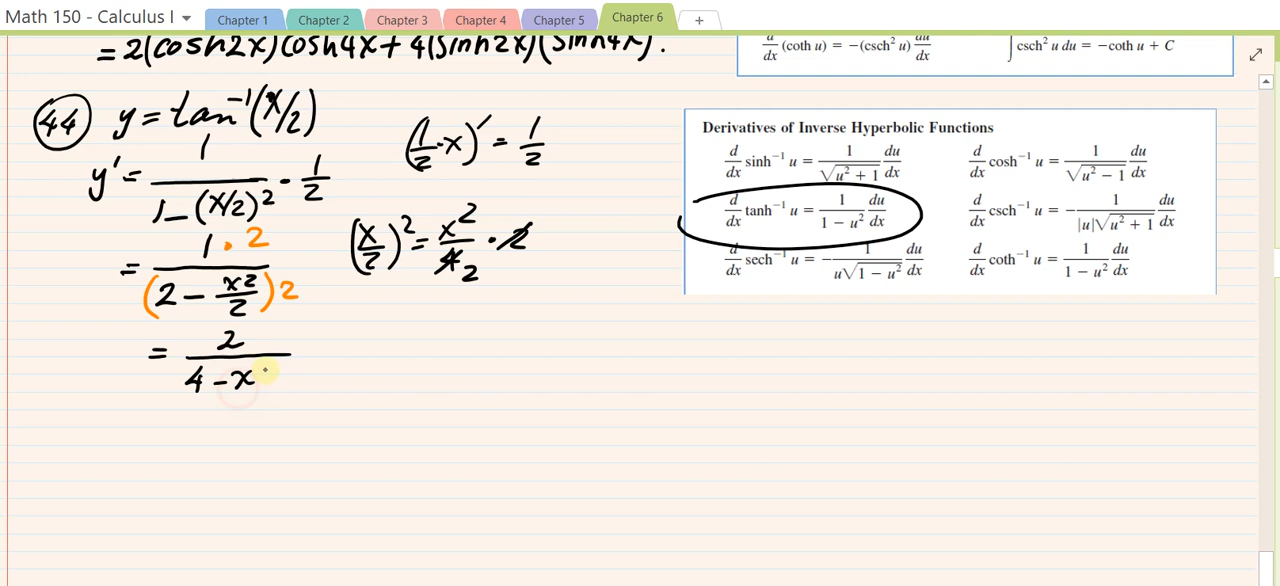 Math 150 - Calculus I Chapter 1 Chapter 2 Chapter 3 Chapter 4 Chapter 5 Chapter 6 +
= 2(cosh2x)cosh4x + 4(sinh2x)(sinh4x).
d/dx (coth u) = −(csch² u) du/dx ∫ csch² u du = −coth u + C
44 y = tan⁻¹(x/2)
(1/2·x)' = 1/2
y' = 1/(1−(x/2)²) · 1/2
(x/2)² = x²/4 · 2 2
= 1·2/((2 − x²/2)2)
= 2/(4−x
Derivatives of Inverse Hyperbolic Functions
d/dx sinh⁻¹ u = 1/√(u² + 1) du/dx d/dx cosh⁻¹ u = 1/√(u² − 1) du/dx
d/dx tanh⁻¹ u = 1/(1 − u²) du/dx d/dx csch⁻¹ u = −1/(|u|√(u² + 1)) du/dx
d/dx sech⁻¹ u = −1/(u√(1 − u²)) du/dx d/dx coth⁻¹ u = 1/(1 − u²) du/dx